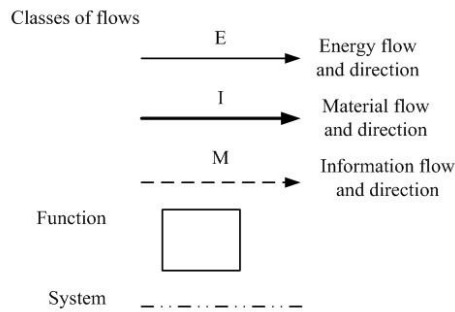 Classes of flows
E
Energy flow
and direction
I
Material flow
and direction
M
Information flow
and direction
Function
System